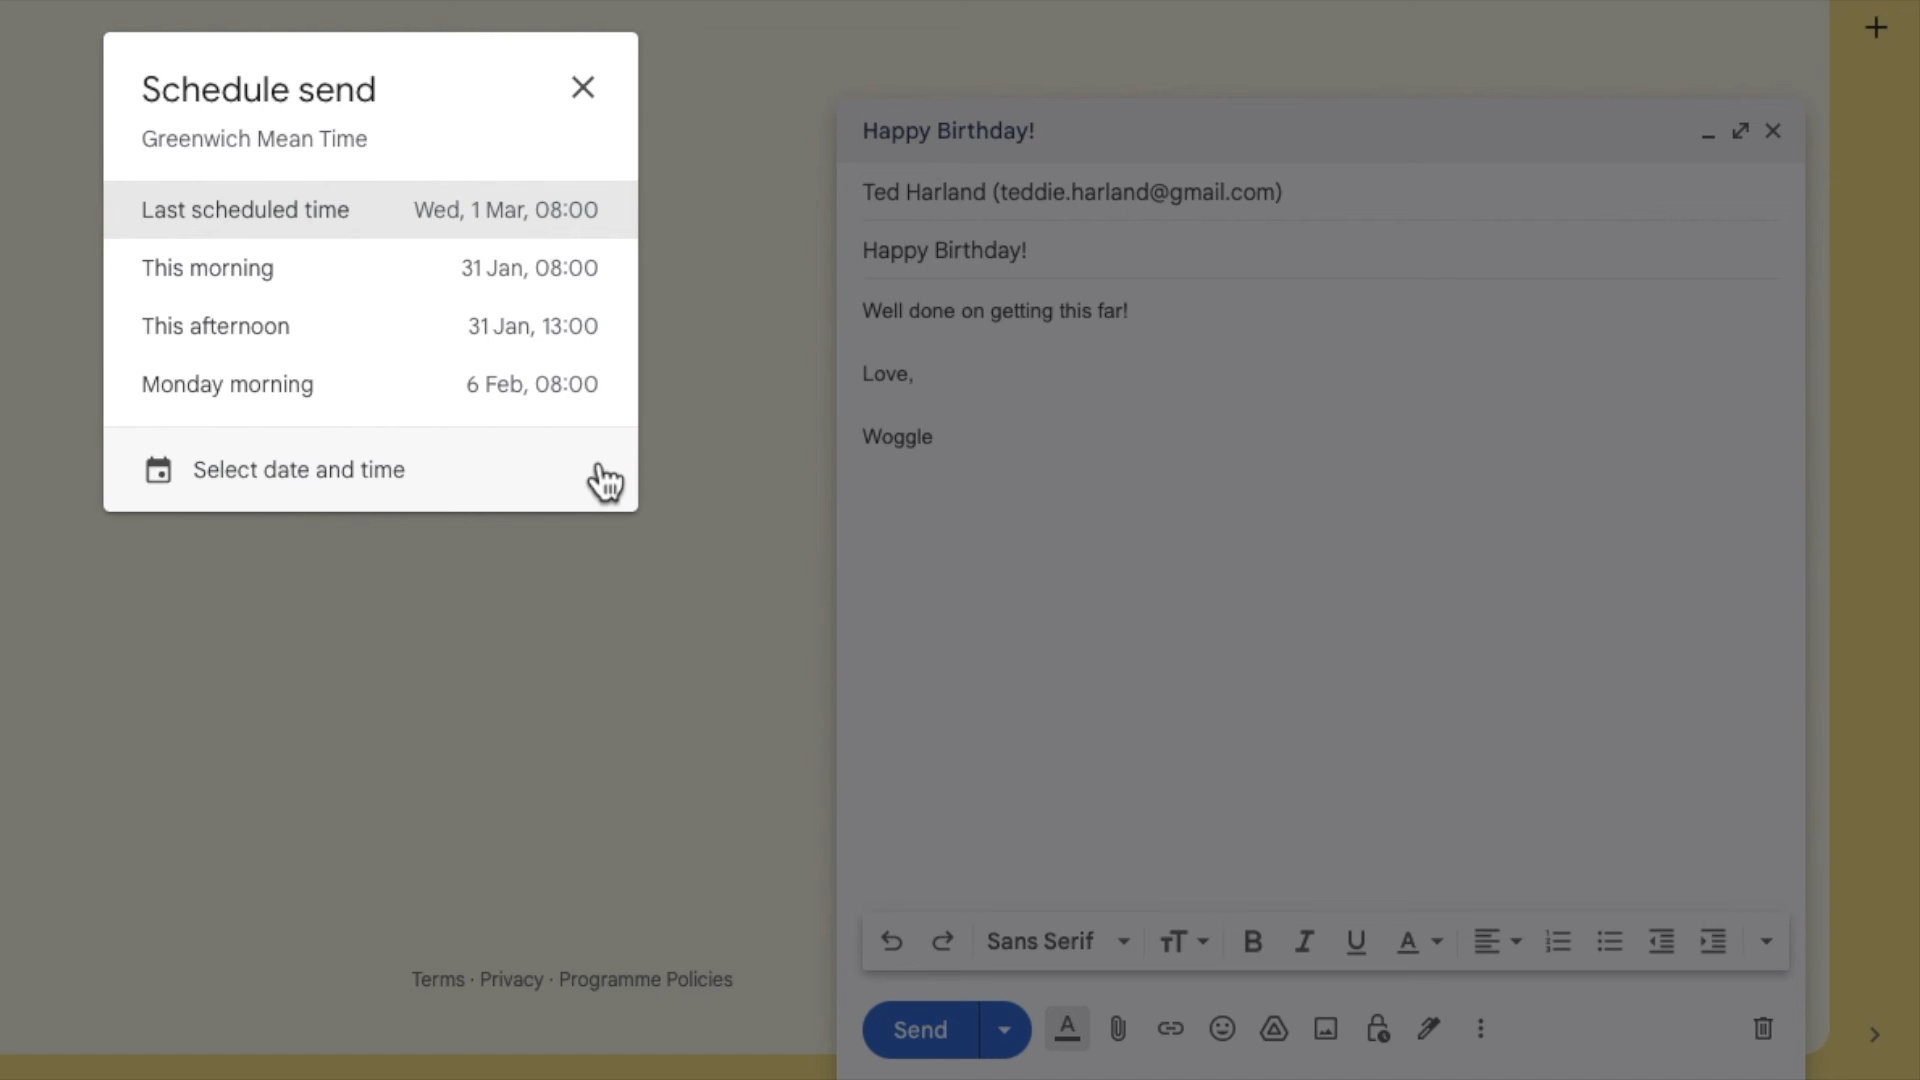 Schedule send
Greenwich Mean Time
Last scheduled time Wed, 1 Mar, 08:00
This morning 31 Jan, 08:00
This afternoon 31 Jan, 13:00
Monday morning 6 Feb, 08:00
Select date and time
Happy Birthday!
Ted Harland (teddie.harland@gmail.com)
Happy Birthday!
Well done on getting this far!
Love,
Woggle
Sans Serif
Terms · Privacy · Programme Policies
Send